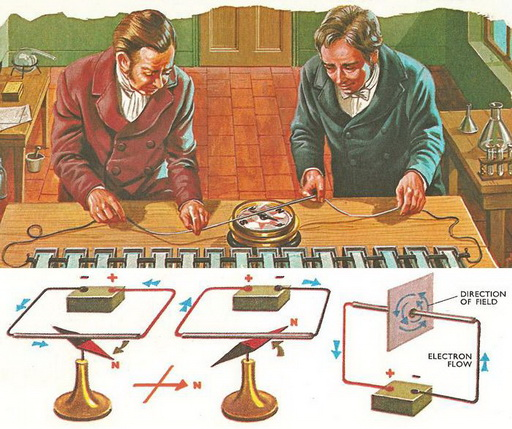 - +
+ -
N
N
N
DIRECTION
OF FIELD
ELECTRON
FLOW
+ -